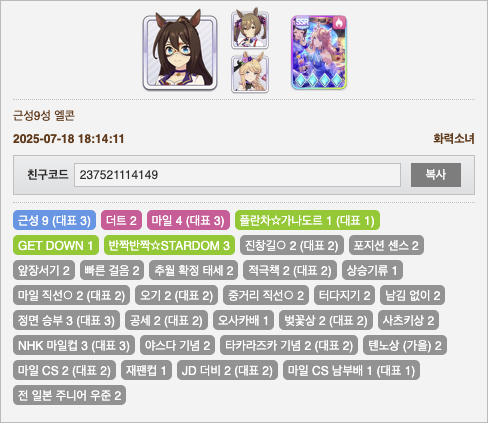 SSR
근성9성 엘콘
2025-07-18 18:14:11 화력소녀
친구코드 237521114149 복사
근성 9 (대표 3) 더트 2 마일 4 (대표 3) 플란차☆가나도르 1 (대표 1)
GET DOWN 1 반짝반짝☆STARDOM 3 진창길○ 2 (대표 2) 포지션 센스 2
앞장서기 2 빠른 걸음 2 추월 확정 태세 2 적극책 2 (대표 2) 상승기류 1
마일 직선○ 2 (대표 2) 오기 2 (대표 2) 중거리 직선○ 2 터다지기 2 남김 없이 2
정면 승부 3 (대표 3) 공세 2 (대표 2) 오사카배 1 벚꽃상 2 (대표 2) 사츠키상 2
NHK 마일컵 3 (대표 3) 야스다 기념 2 타카라즈카 기념 2 (대표 2) 텐노상 (가을) 2
마일 CS 2 (대표 2) 재팬컵 1 JD 더비 2 (대표 2) 마일 CS 남부배 1 (대표 1)
전 일본 주니어 우준 2